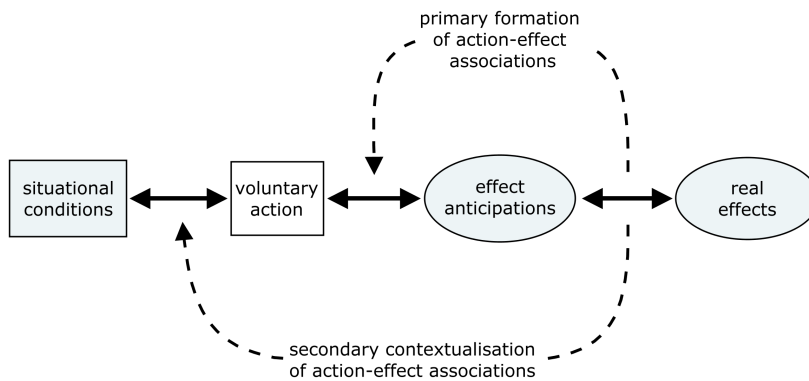 primary formation
of action-effect
associations
situational
conditions
voluntary
action
effect
anticipations
real
effects
secondary contextualisation
of action-effect associations